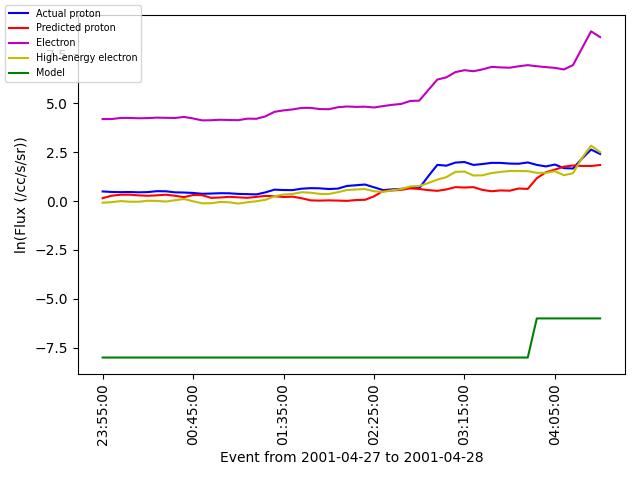 Actual proton
Predicted proton
Electron
High-energy electron
Model
7.5
5.0
2.5
0.0
−2.5
−5.0
−7.5
ln(Flux (/cc/s/sr))
23:55:00
00:45:00
01:35:00
02:25:00
03:15:00
04:05:00
Event from 2001-04-27 to 2001-04-28